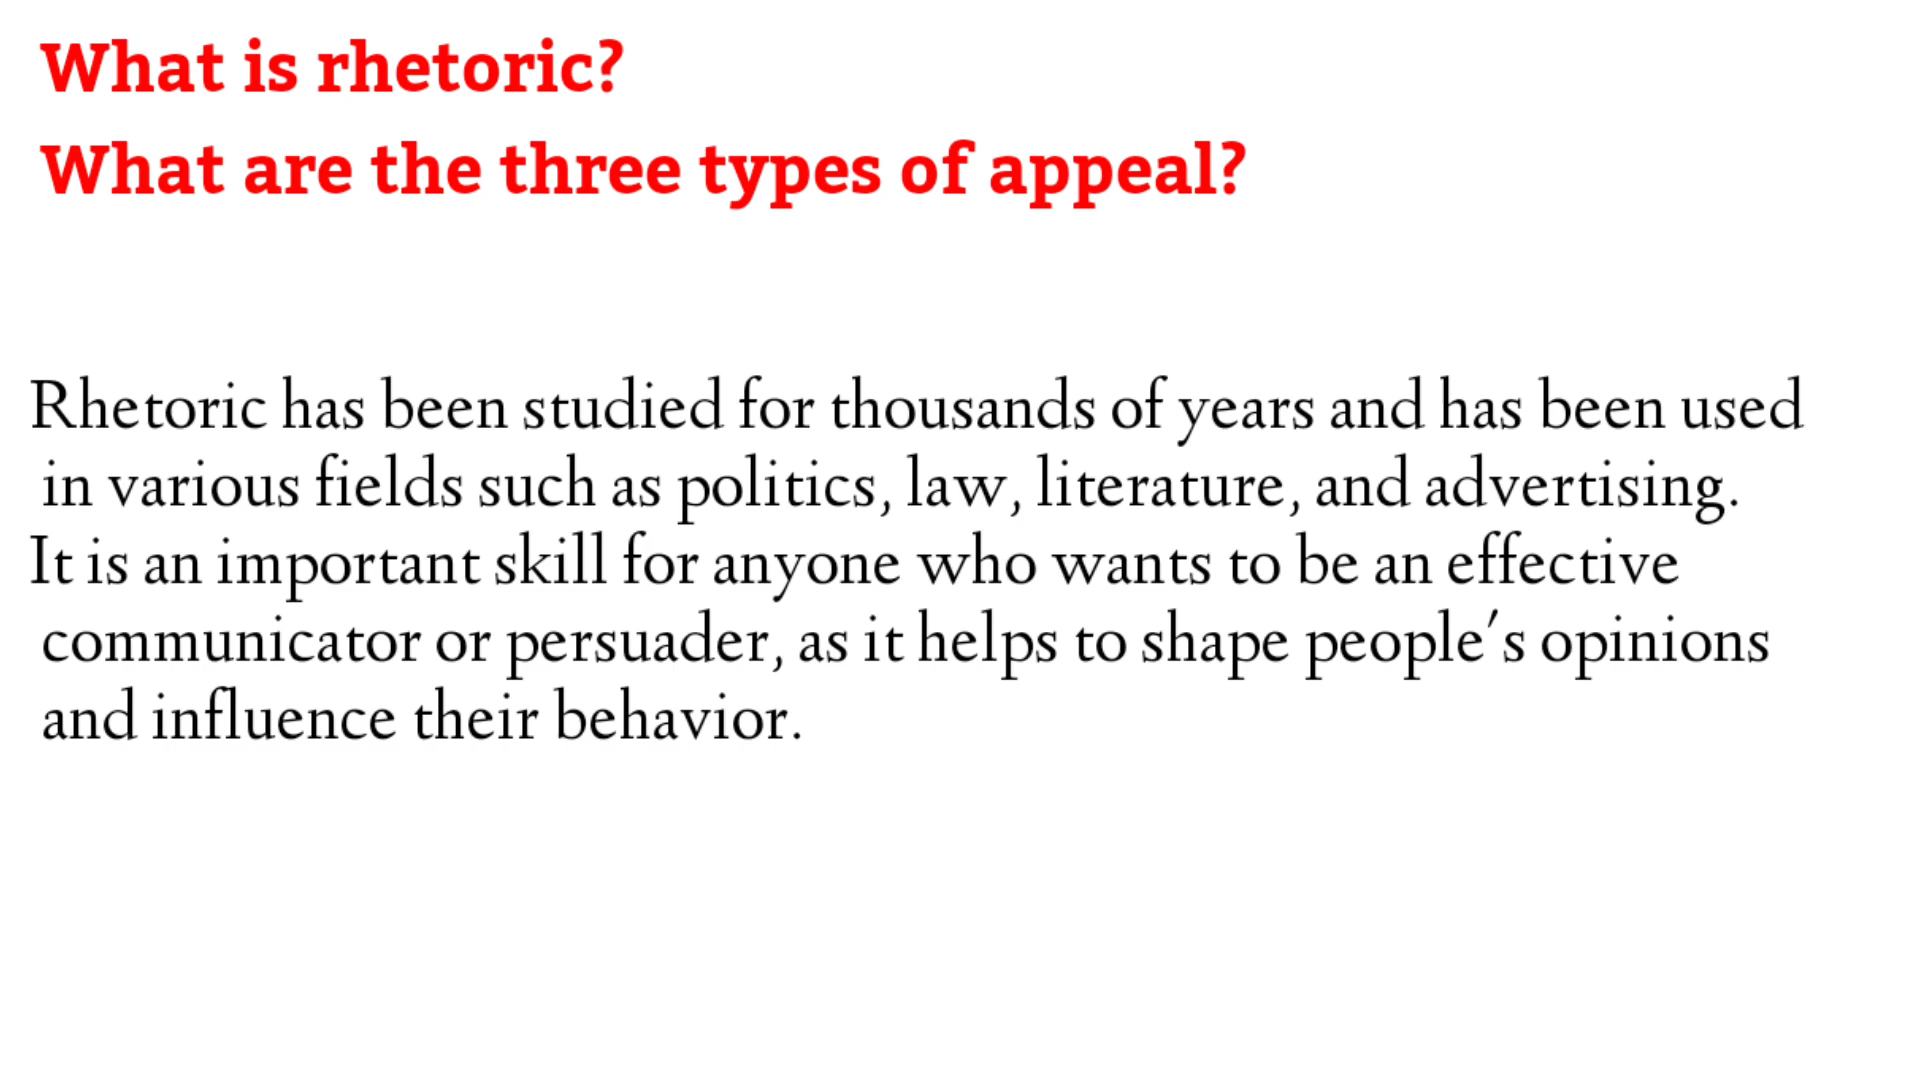 What is rhetoric?
What are the three types of appeal?
Rhetoric has been studied for thousands of years and has been used
in various fields such as politics, law, literature, and advertising.
It is an important skill for anyone who wants to be an effective
communicator or persuader, as it helps to shape people's opinions
and influence their behavior.